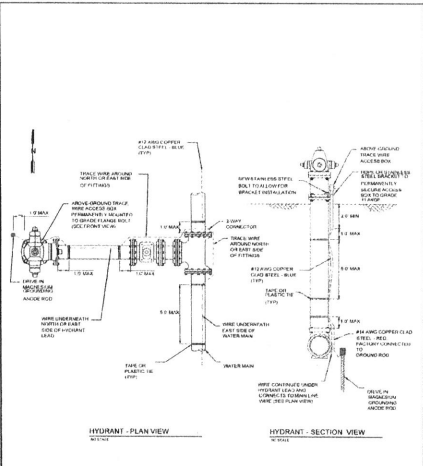 #12 AWG COPPER
CLAD STEEL - BLUE
(TYP)
TRACE WIRE AROUND
NORTH OR EAST SIDE
OF FITTINGS
1.0' MAX
ABOVE-GROUND TRACE
WIRE ACCESS BOX
PERMANENTLY MOUNTED
TO GRADE FLANGE BOLT
(SEE FRONT VIEW)
1.0' MAX
2-WAY
CONNECTOR
TRACE WIRE AROUND
NORTH OR EAST SIDE
OF FITTINGS
DRIVE IN
MAGNESIUM
GROUNDING
ANODE ROD
MAX
MAX
WIRE UNDERNEATH
NORTH OR EAST
SIDE OF HYDRANT
LEAD
5.0' MAX
WIRE UNDERNEATH
EAST SIDE OF
WATER MAIN
TAPE OR
PLASTIC TIE
(TYP)
WATER MAIN
HYDRANT - PLAN VIEW
NO SCALE
ABOVE-GROUND
TRACE WIRE
ACCESS BOX
STAINLESS STEEL
BOLT TO ALLOW FOR
BRACKET INSTALLATION
STAINLESS
STEEL BRACKET TO
PERMANENTLY
SECURE ACCESS
BOX TO GRADE
FLANGE
MIN
1.0' MAX
#12 AWG COPPER
CLAD STEEL - BLUE
(TYP)
5.0' MAX
TAPE OR
PLASTIC TIE
(TYP)
1.0' MAX
#14 AWG COPPER CLAD
STEEL - RED,
FACTORY CONNECTED
TO
GROUND ROD
WIRE CONTINUES UNDER
HYDRANT LEAD AND
CONNECTS TO MAIN LINE
WIRE (SEE PLAN VIEW)
DRIVE IN
MAGNESIUM
GROUNDING
ANODE ROD
HYDRANT - SECTION VIEW
NO SCALE